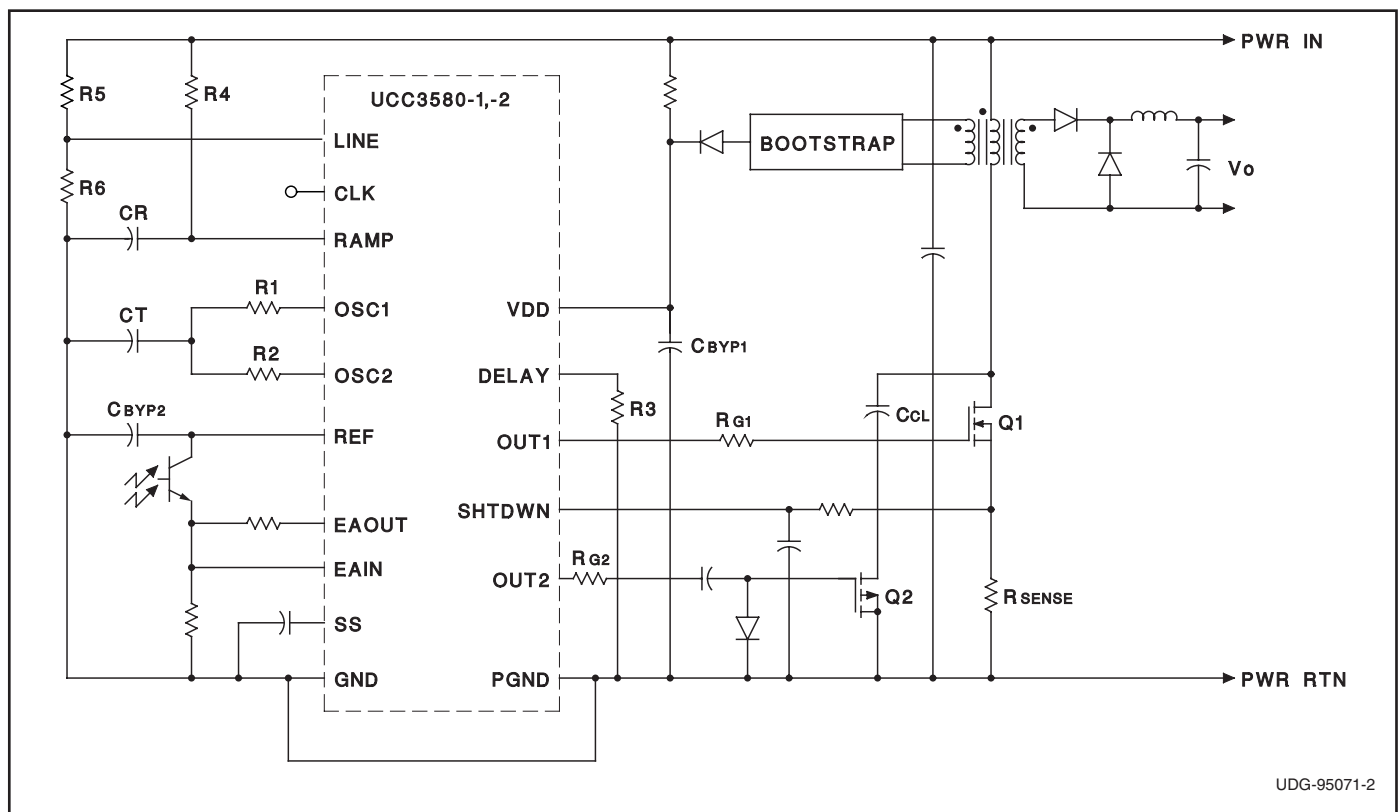 PWR IN
R5
R4
UCC3580-1,-2
LINE
BOOTSTRAP
Vo
R6
CLK
CR
RAMP
R1
CT
OSC1
VDD
R2
CBYP1
OSC2
DELAY
CBYP2
R3
CCL
Q1
REF
OUT1
RG1
EAOUT
SHTDWN
EAIN
OUT2
RG2
Q2
RSENSE
SS
GND
PGND
PWR RTN
UDG-95071-2